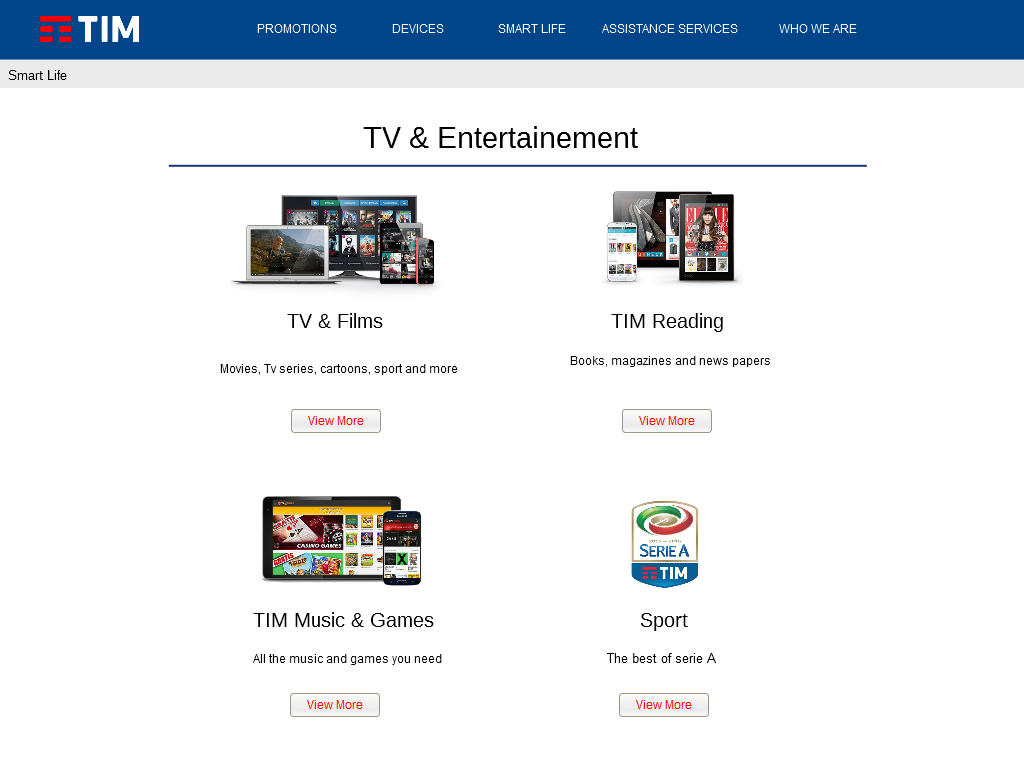 TIM
PROMOTIONS
DEVICES
SMART LIFE
ASSISTANCE SERVICES
WHO WE ARE
Smart Life
TV & Entertainement
TV & Films
TIM Reading
Movies, Tv series, cartoons, sport and more
Books, magazines and news papers
View More
View More
CASINO GAMES
SERIE A
TIM
TIM Music & Games
Sport
All the music and games you need
The best of serie A
View More
View More